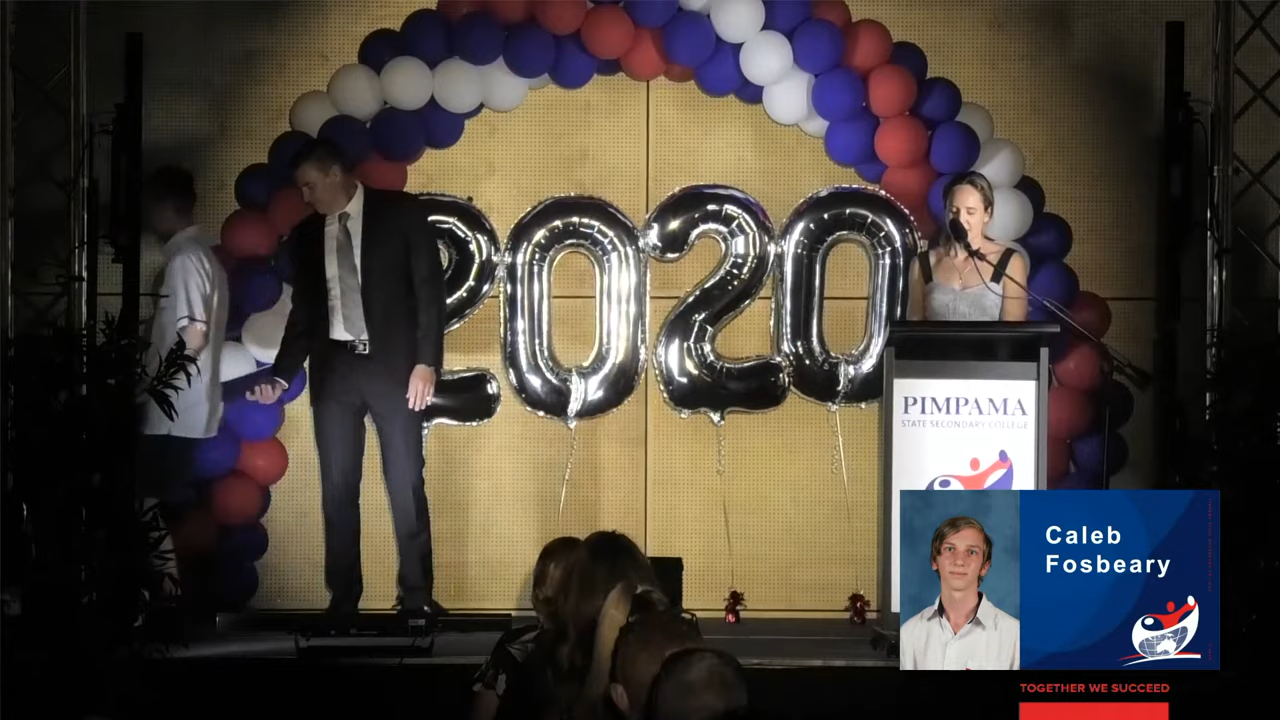 2020
PIMPAMA
STATE SECONDARY COLLEGE
Caleb
Fosbeary
TOGETHER WE SUCCEED